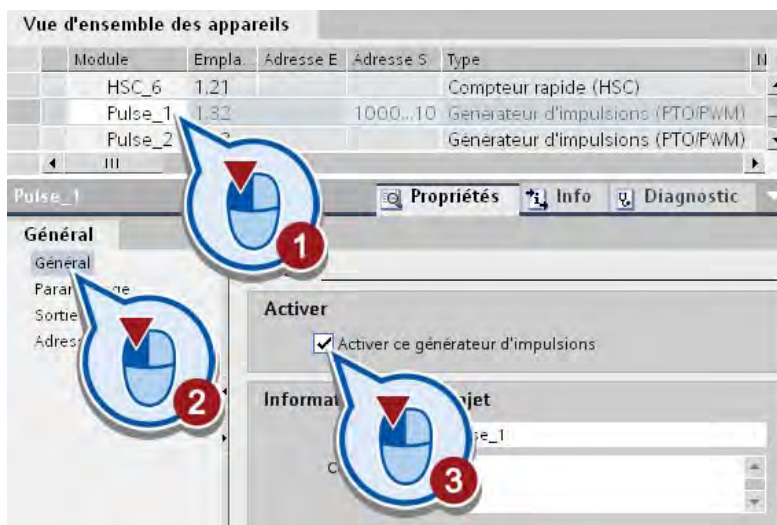 Vue d'ensemble des appareils
Module Empla. Adresse E Adresse S Type N
HSC_6 1.21 Compteur rapide (HSC)
Pulse_1 1.32 1000...10 Générateur d'impulsions (PTO/PWM)
Pulse_2 Générateur d'impulsions (PTO/PWM)
Pulse_1 Propriétés Info Diagnostic
1
Général
Général
Sortie
Activer
Activer ce générateur d'impulsions
2
3